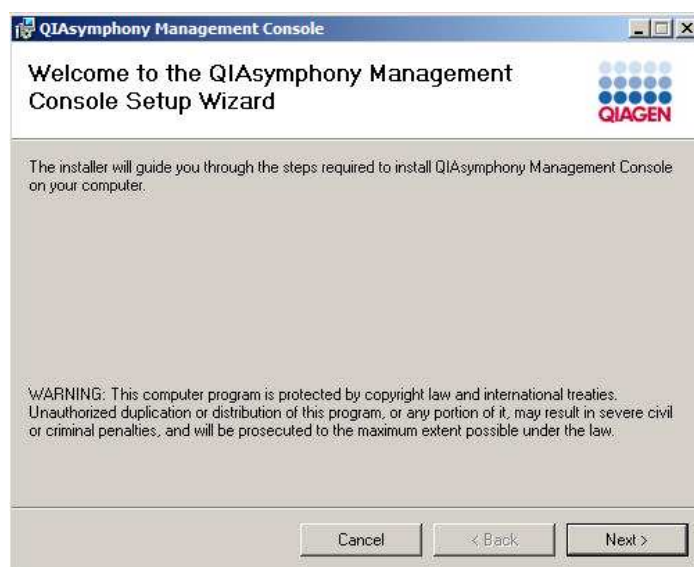 QIAsymphony Management Console
Welcome to the QIAsymphony Management
Console Setup Wizard
QIAGEN
The installer will guide you through the steps required to install QIAsymphony Management Console
on your computer.
WARNING: This computer program is protected by copyright law and international treaties.
Unauthorized duplication or distribution of this program, or any portion of it, may result in severe civil
or criminal penalties, and will be prosecuted to the maximum extent possible under the law.
Cancel
< Back
Next >